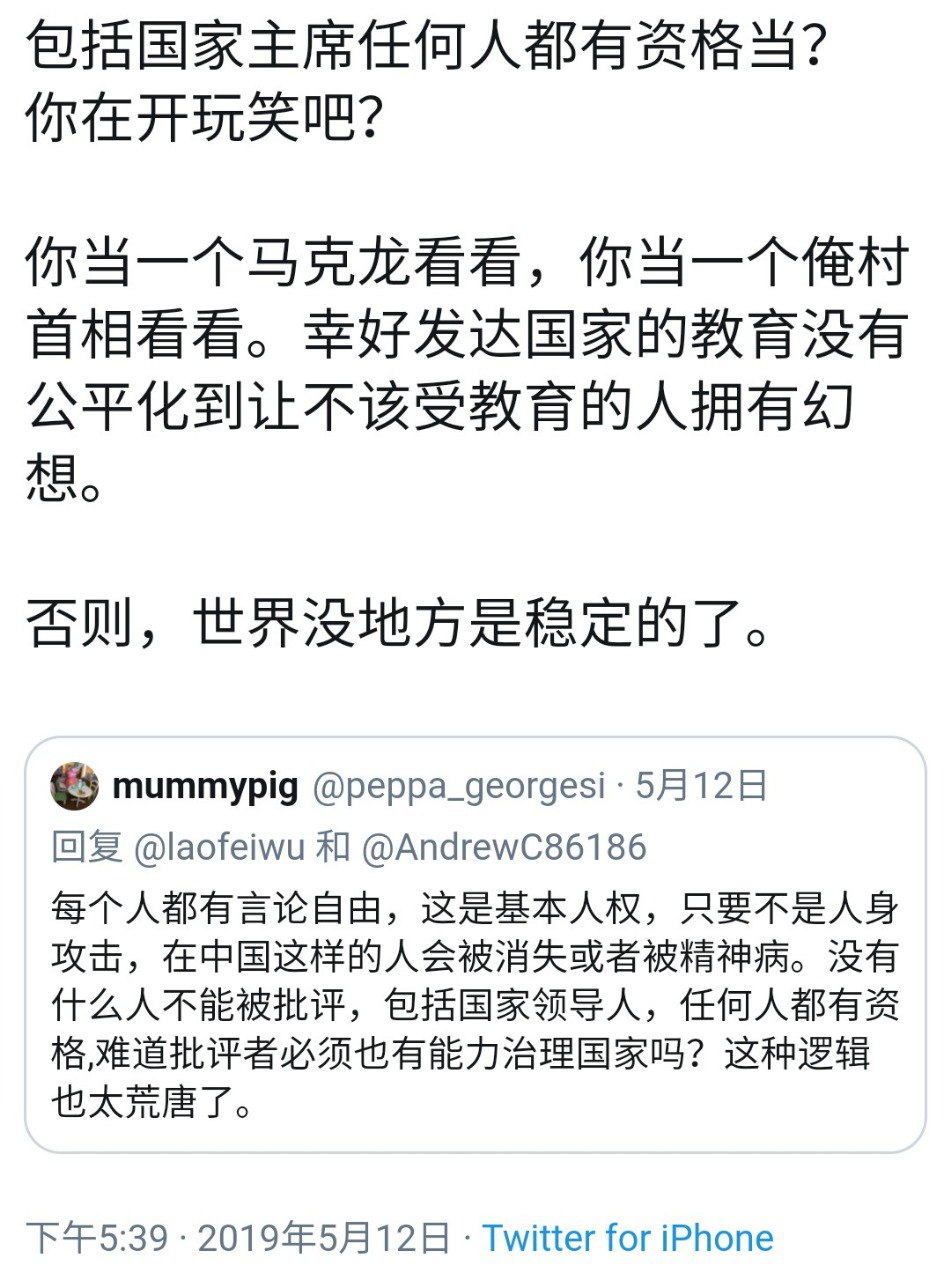 包括国家主席任何人都有资格当？
你在开玩笑吧？
你当一个马克龙看看，你当一个俺村
首相看看。幸好发达国家的教育没有
公平化到让不该受教育的人拥有幻
想。
否则，世界没地方是稳定的了。
mummypig @peppa_georgesi · 5月12日
回复 @laofeiwu 和 @AndrewC86186
每个人都有言论自由，这是基本人权，只要不是人身
攻击，在中国这样的人会被消失或者被精神病。没有
什么人不能被批评，包括国家领导人，任何人都有资
格,难道批评者必须也有能力治理国家吗？这种逻辑
也太荒唐了。
下午5:39 · 2019年5月12日 · Twitter for iPhone